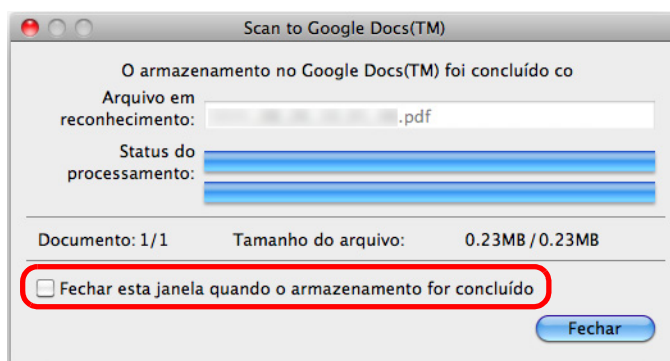 Scan to Google Docs(TM)
O armazenamento no Google Docs(TM) foi concluído co
Arquivo em
reconhecimento:
.pdf
Status do
processamento:
Documento: 1/1 Tamanho do arquivo: 0.23MB / 0.23MB
Fechar esta janela quando o armazenamento for concluído
Fechar